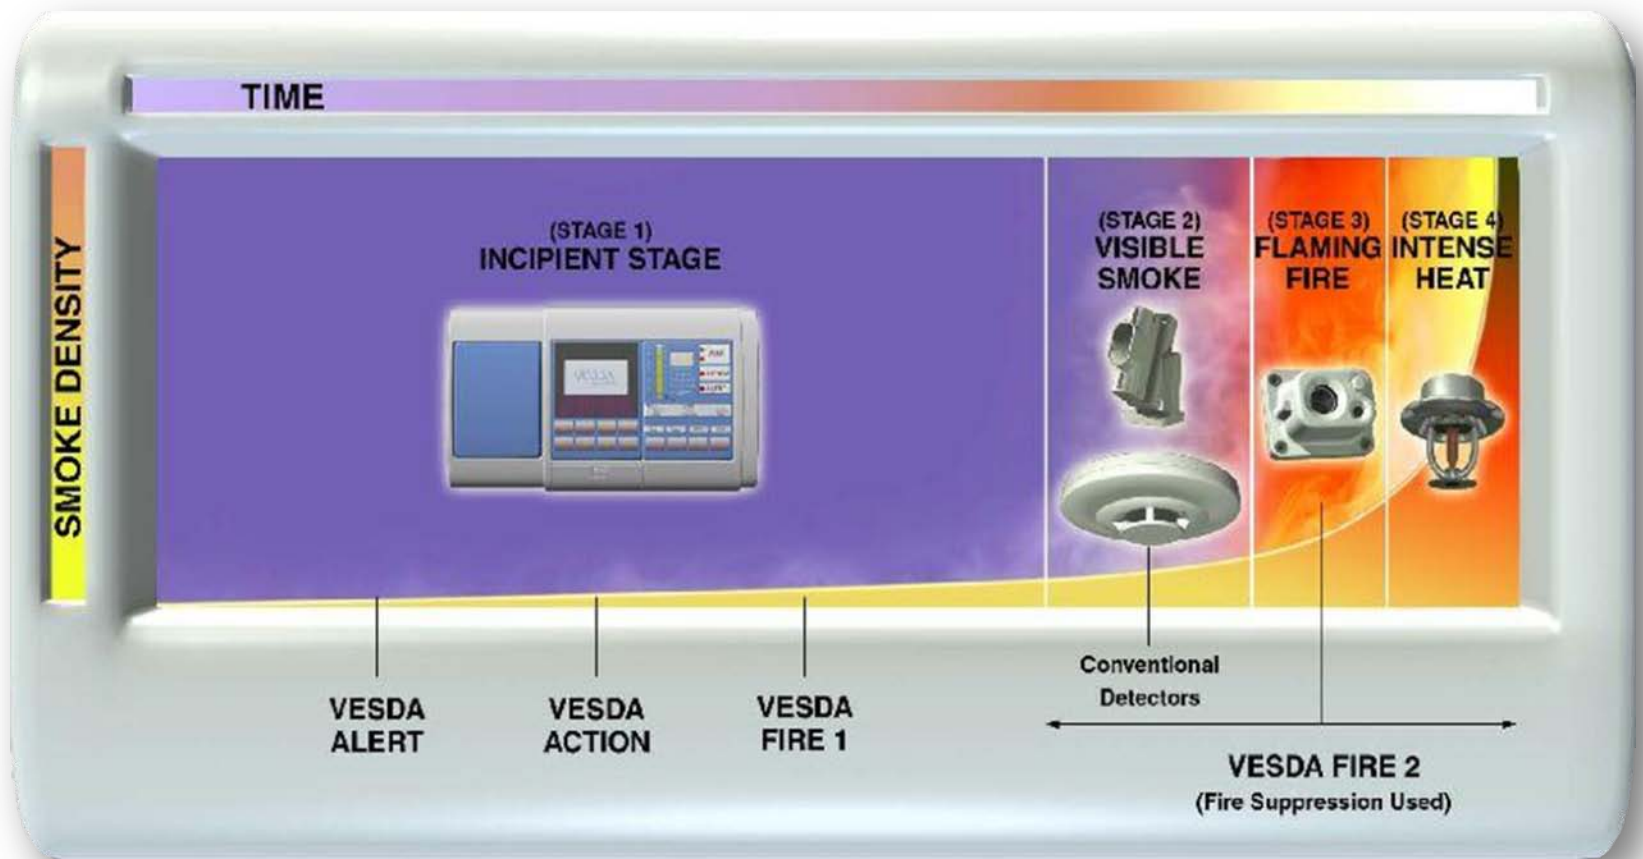 TIME
SMOKE DENSITY
(STAGE 1)
INCIPIENT STAGE
(STAGE 2)
VISIBLE
SMOKE
(STAGE 3)
FLAMING
FIRE
(STAGE 4)
INTENSE
HEAT
VESDA
VESDA
ALERT
VESDA
ACTION
VESDA
FIRE 1
Conventional
Detectors
VESDA FIRE 2
(Fire Suppression Used)